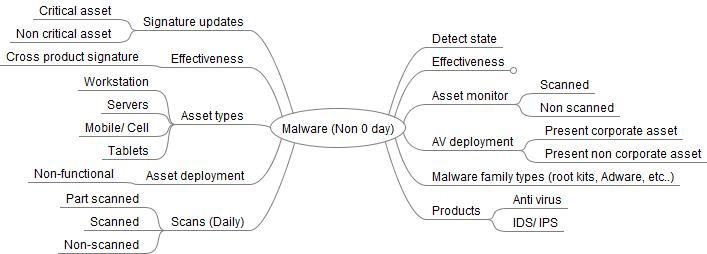 Malware (Non 0 day)
Signature updates
Critical asset
Non critical asset
Effectiveness
Cross product signature
Asset types
Workstation
Servers
Mobile/ Cell
Tablets
Asset deployment
Non-functional
Scans (Daily)
Part scanned
Scanned
Non-scanned
Detect state
Effectiveness
Asset monitor
Scanned
Non scanned
AV deployment
Present corporate asset
Present non corporate asset
Malware family types (root kits, Adware, etc..)
Products
Anti virus
IDS/ IPS